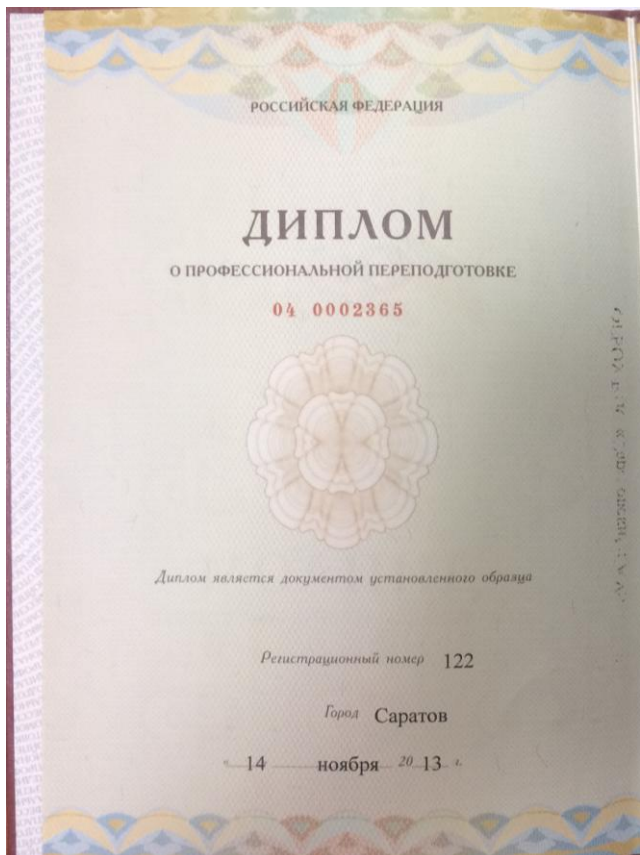 РОССИЙСКАЯ ФЕДЕРАЦИЯ
ДИПЛОМ
О ПРОФЕССИОНАЛЬНОЙ ПЕРЕПОДГОТОВКЕ
04 0002365
Диплом является документом установленного образца
Регистрационный номер 122
Город Саратов
« 14 ноября 20 13 г.